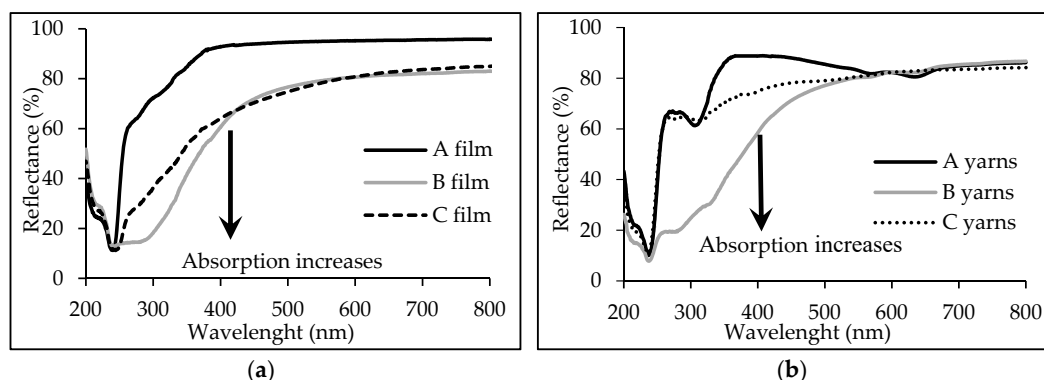 100
80
60
40
20
0
Reflectance (%)
A film
B film
C film
Absorption increases
200 300 400 500 600 700 800
Wavelenght (nm)
(a)
100
80
60
40
20
0
Reflectance (%)
A yarns
B yarns
C yarns
Absorption increases
200 300 400 500 600 700 800
Wavelenght (nm)
(b)